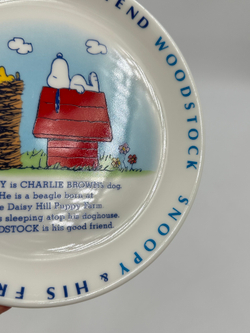 END WOODSTOCK SNOOPY & HIS FR
Y is CHARLIE BROWN's dog.
He is a beagle born at
e Daisy Hill Puppy Farm
s sleeping atop his doghouse.
DSTOCK is his good friend.